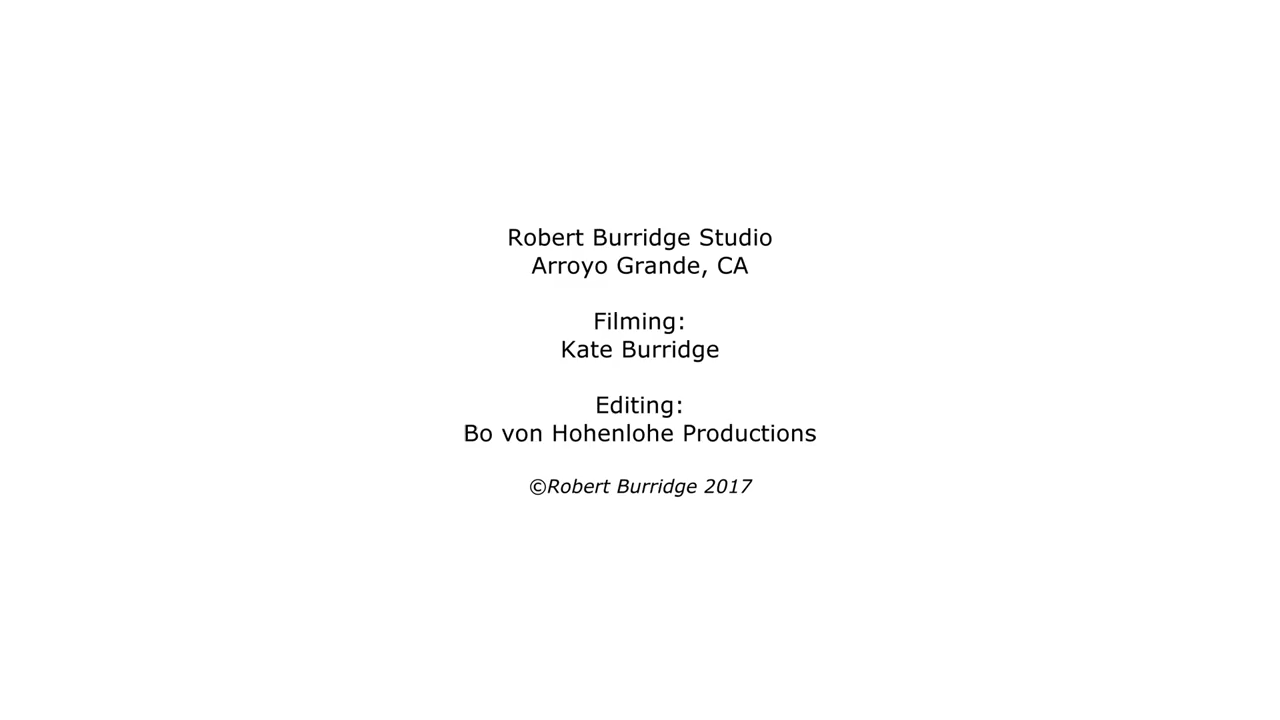 Robert Burridge Studio
Arroyo Grande, CA
Filming:
Kate Burridge
Editing:
Bo von Hohenlohe Productions
©Robert Burridge 2017